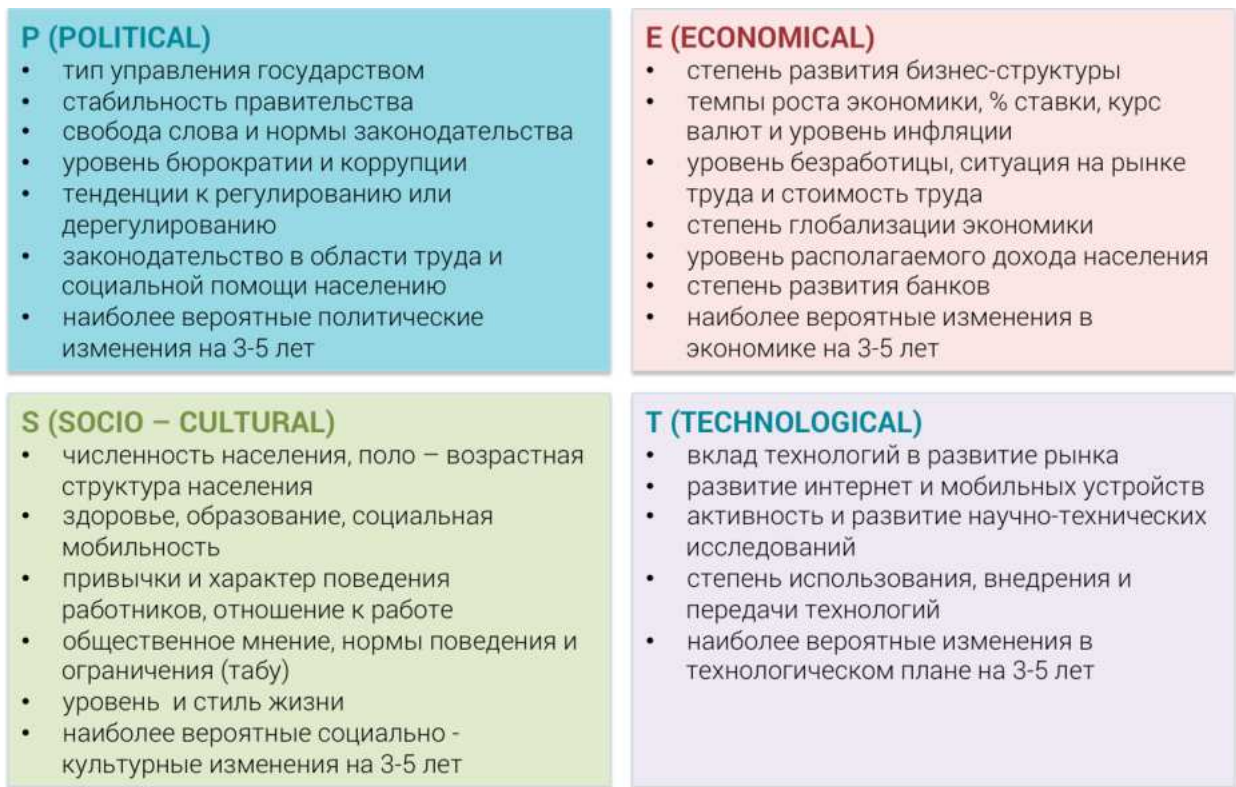 P (POLITICAL)
• тип управления государством
• стабильность правительства
• свобода слова и нормы законодательства
• уровень бюрократии и коррупции
• тенденции к регулированию или
дерегулированию
• законодательство в области труда и
социальной помощи населению
• наиболее вероятные политические
изменения на 3-5 лет
E (ECONOMICAL)
• степень развития бизнес-структуры
• темпы роста экономики, % ставки, курс
валют и уровень инфляции
• уровень безработицы, ситуация на рынке
труда и стоимость труда
• степень глобализации экономики
• уровень располагаемого дохода населения
• степень развития банков
• наиболее вероятные изменения в
экономике на 3-5 лет
S (SOCIO – CULTURAL)
• численность населения, поло – возрастная
структура населения
• здоровье, образование, социальная
мобильность
• привычки и характер поведения
работников, отношение к работе
• общественное мнение, нормы поведения и
ограничения (табу)
• уровень и стиль жизни
• наиболее вероятные социально -
культурные изменения на 3-5 лет
T (TECHNOLOGICAL)
• вклад технологий в развитие рынка
• развитие интернет и мобильных устройств
• активность и развитие научно-технических
исследований
• степень использования, внедрения и
передачи технологий
• наиболее вероятные изменения в
технологическом плане на 3-5 лет